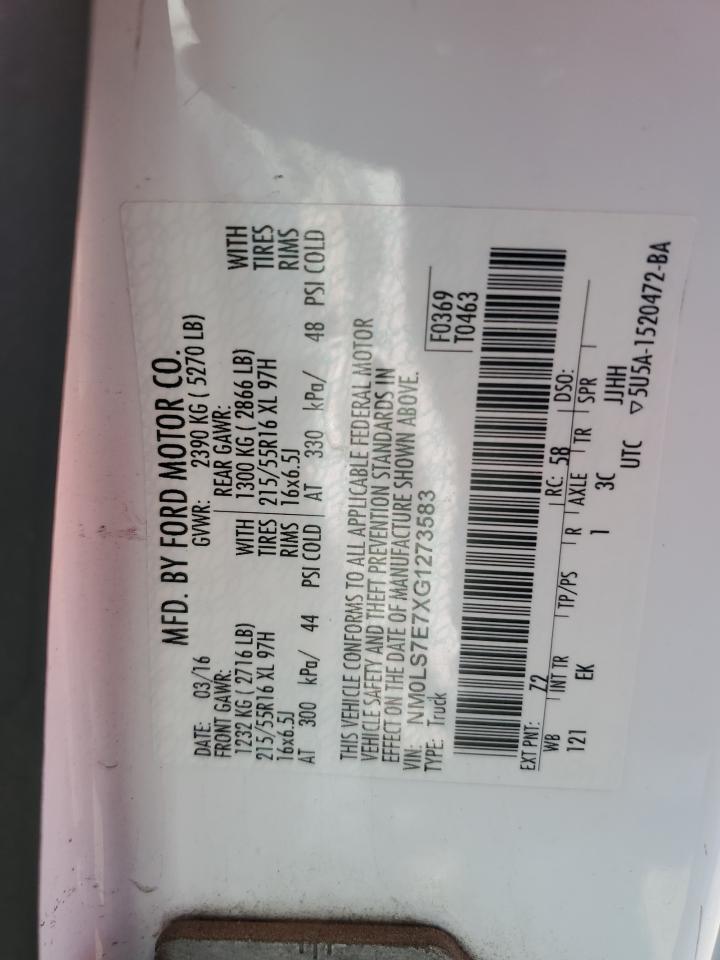 MFD. BY FORD MOTOR CO.
DATE: 03/16 GVWR: 2390 KG ( 5270 LB)
FRONT GAWR: REAR GAWR:
1232 KG ( 2716 LB) WITH 1300 KG ( 2866 LB) WITH
215/55R16 XL 97H TIRES 215/55R16 XL 97H TIRES
16x6.5J RIMS 16x6.5J RIMS
AT 300 kPa/ 44 PSI COLD AT 330 kPa/ 48 PSI COLD
THIS VEHICLE CONFORMS TO ALL APPLICABLE FEDERAL MOTOR
VEHICLE SAFETY AND THEFT PREVENTION STANDARDS IN
EFFECT ON THE DATE OF MANUFACTURE SHOWN ABOVE.
VIN: NM0LS7E7XG1273583 F0369
TYPE: Truck T0463
EXT PNT: Z2 RC: 58 DSO:
WB INT TR TP/PS R AXLE TR SPR
121 EK 1 3C JJHH
UTC ▽5U5A-1520472-BA